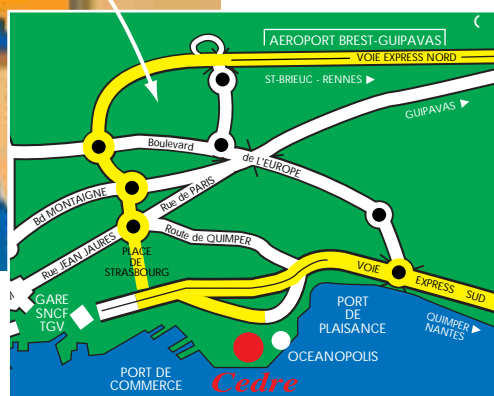 AEROPORT BREST-GUIPAVAS
VOIE EXPRESS NORD
ST-BRIEUC - RENNES ►
GUIPAVAS ►
Boulevard
de L'EUROPE
Bd MONTAIGNE
Rue de PARIS
Rue JEAN JAURES
Route de QUIMPER
PLACE
DE
STRASBOURG
VOIE EXPRESS SUD
GARE
SNCF
TGV
PORT
DE
PLAISANCE
QUIMPER
NANTES ►
OCEANOPOLIS
PORT DE
COMMERCE
Cedre